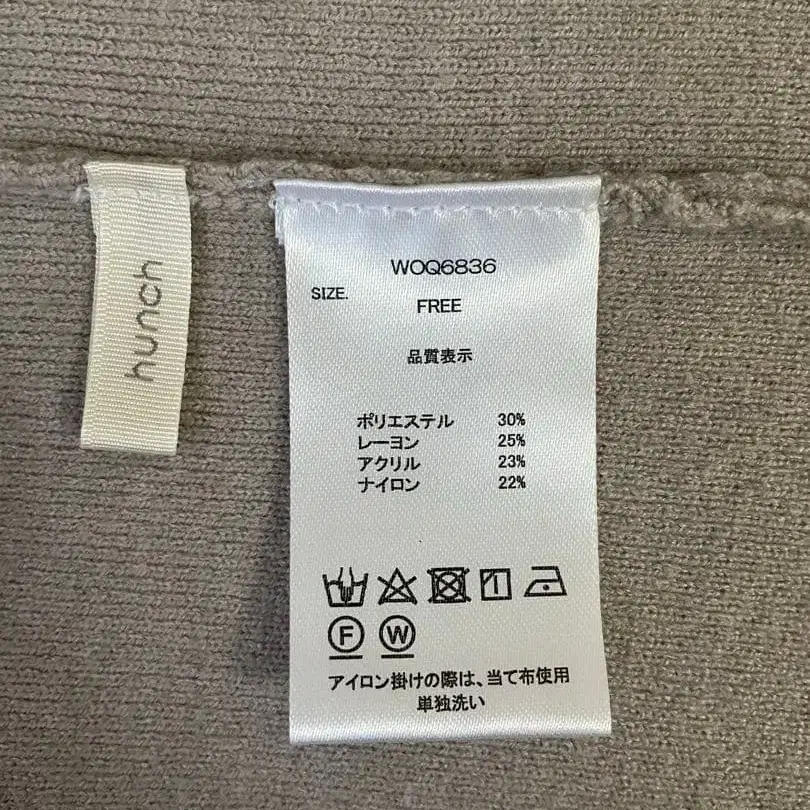 hunch
WOQ6836
SIZE.
FREE
品質表示
ポリエステル 30%
レーヨン 25%
アクリル 23%
ナイロン 22%
F W
アイロン掛けの際は、当て布使用
単独洗い